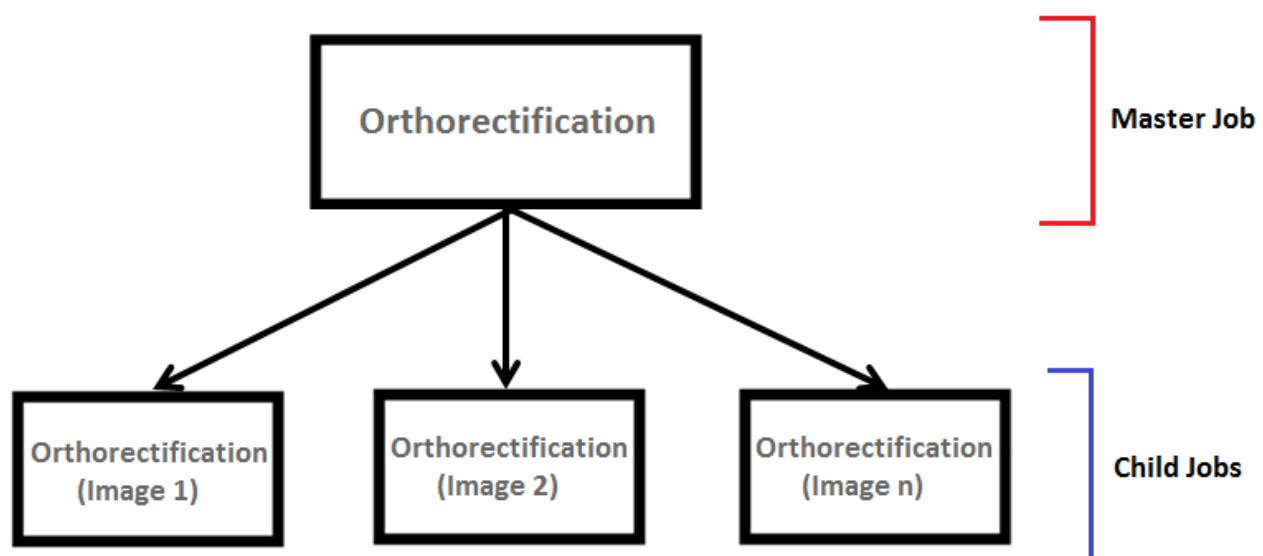 Orthorectification
Master Job
Orthorectification
(Image 1)
Orthorectification
(Image 2)
Orthorectification
(Image n)
Child Jobs